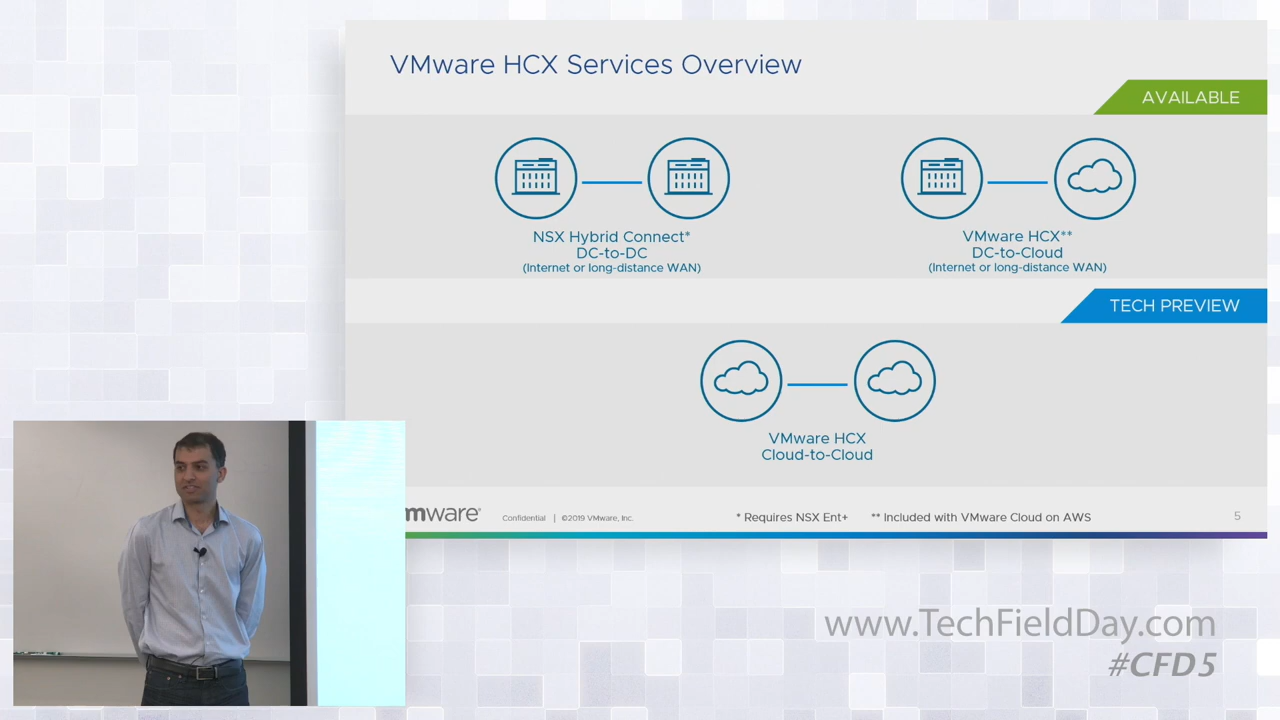 VMware HCX Services Overview
AVAILABLE
NSX Hybrid Connect*
DC-to-DC
(Internet or long-distance WAN)
VMware HCX**
DC-to-Cloud
(Internet or long-distance WAN)
TECH PREVIEW
VMware HCX
Cloud-to-Cloud
mware® Confidential | ©2019 VMware, Inc. * Requires NSX Ent+ ** Included with VMware Cloud on AWS 5
www.TechFieldDay.com
#CFD5